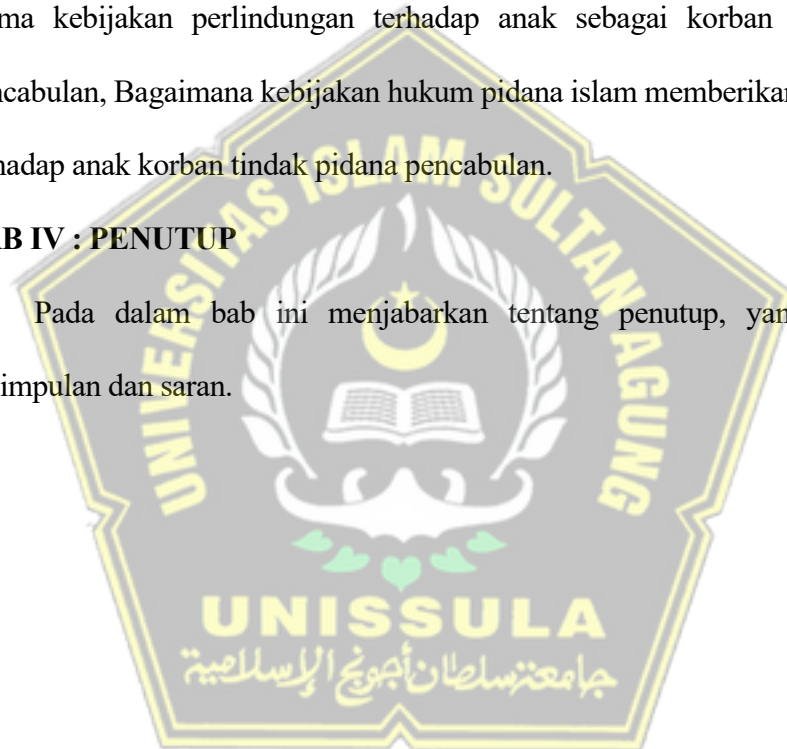 ma kebijakan perlindungan terhadap anak sebagai korban
ncabulan, Bagaimana kebijakan hukum pidana islam memberikan
hadap anak korban tindak pidana pencabulan.
AB IV : PENUTUP
Pada dalam bab ini menjabarkan tentang penutup, yan
impulan dan saran.
UNIVERSITAS ISLAM SULTAN AGUNG
UNISSULA
جامعة سلطان أجونج الإسلامية